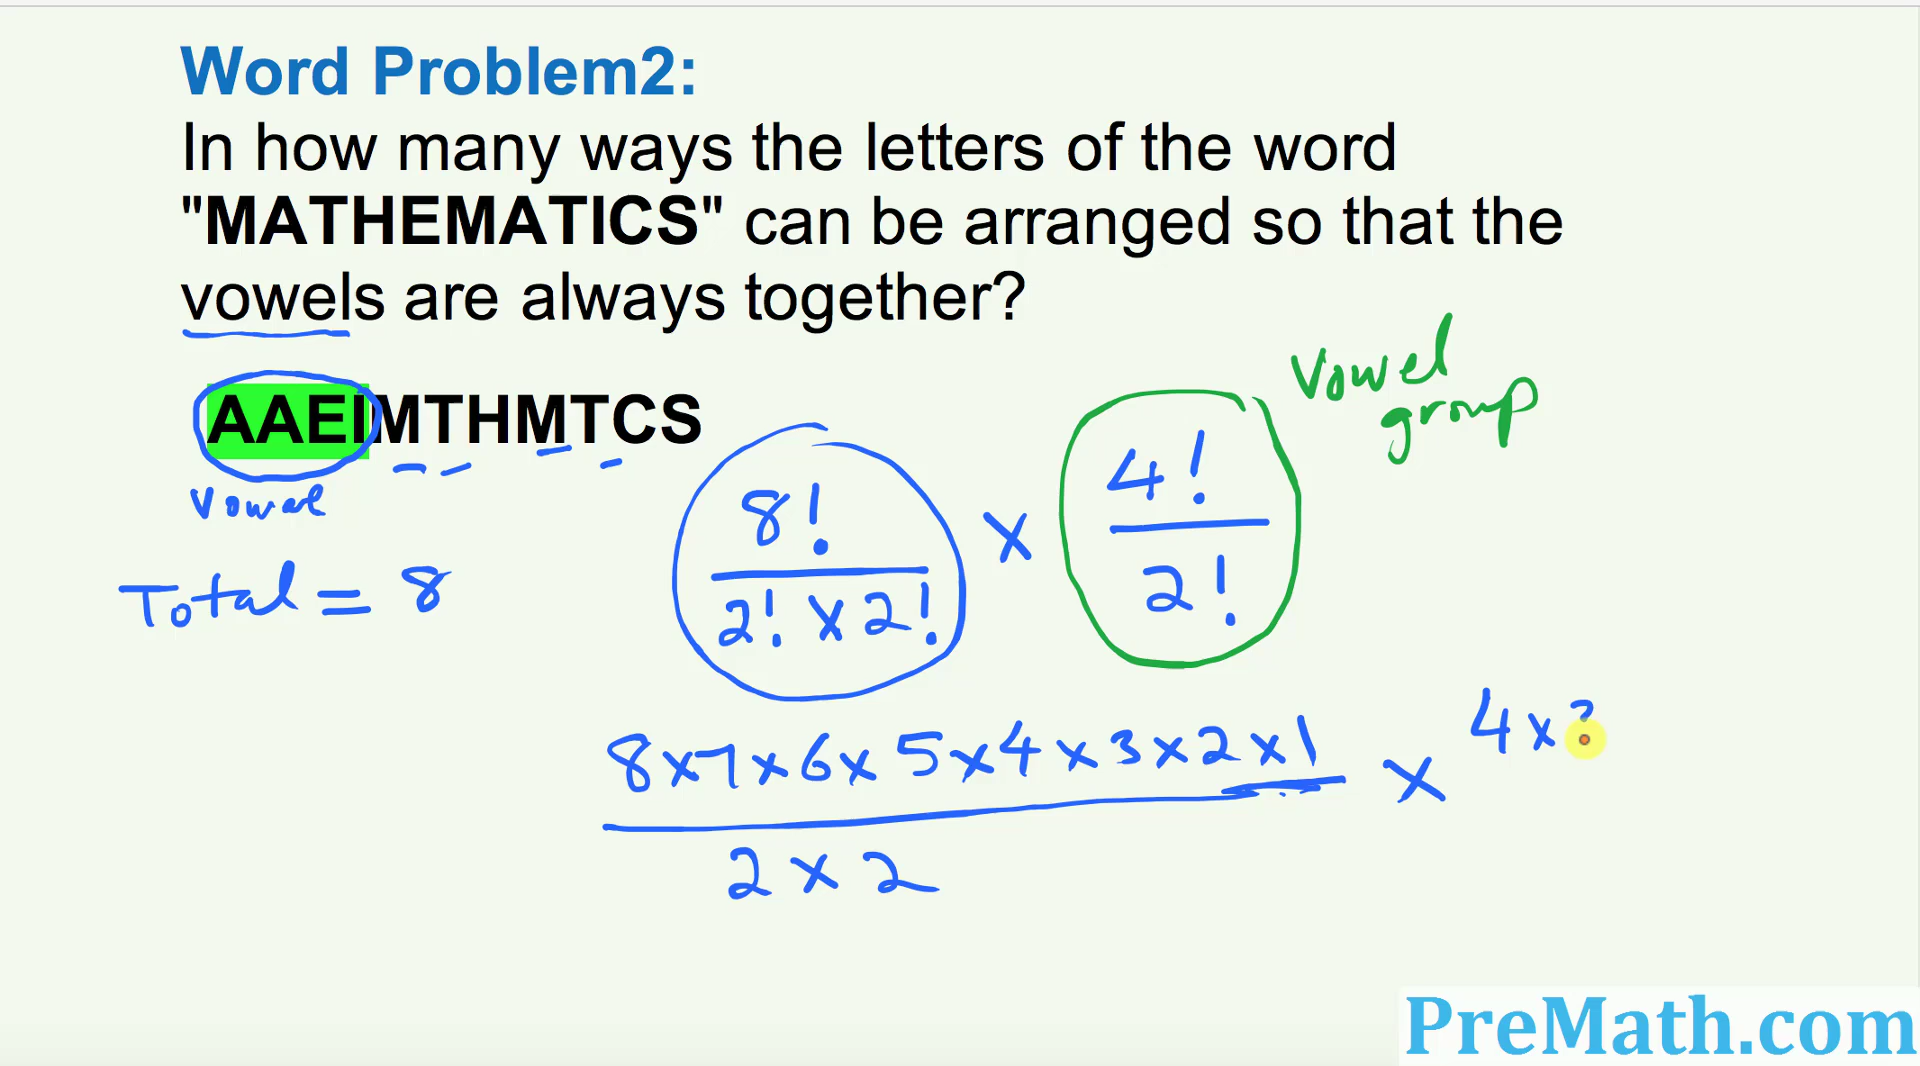 Word Problem2:
In how many ways the letters of the word
"MATHEMATICS" can be arranged so that the
vowels are always together?
AAEIMTHMTCS
Vowel
Total = 8
8! / 2! x 2! x 4! / 2!
Vowel
group
8x7x6x5x4x3x2x1 x 4x
2 x 2
PreMath.com